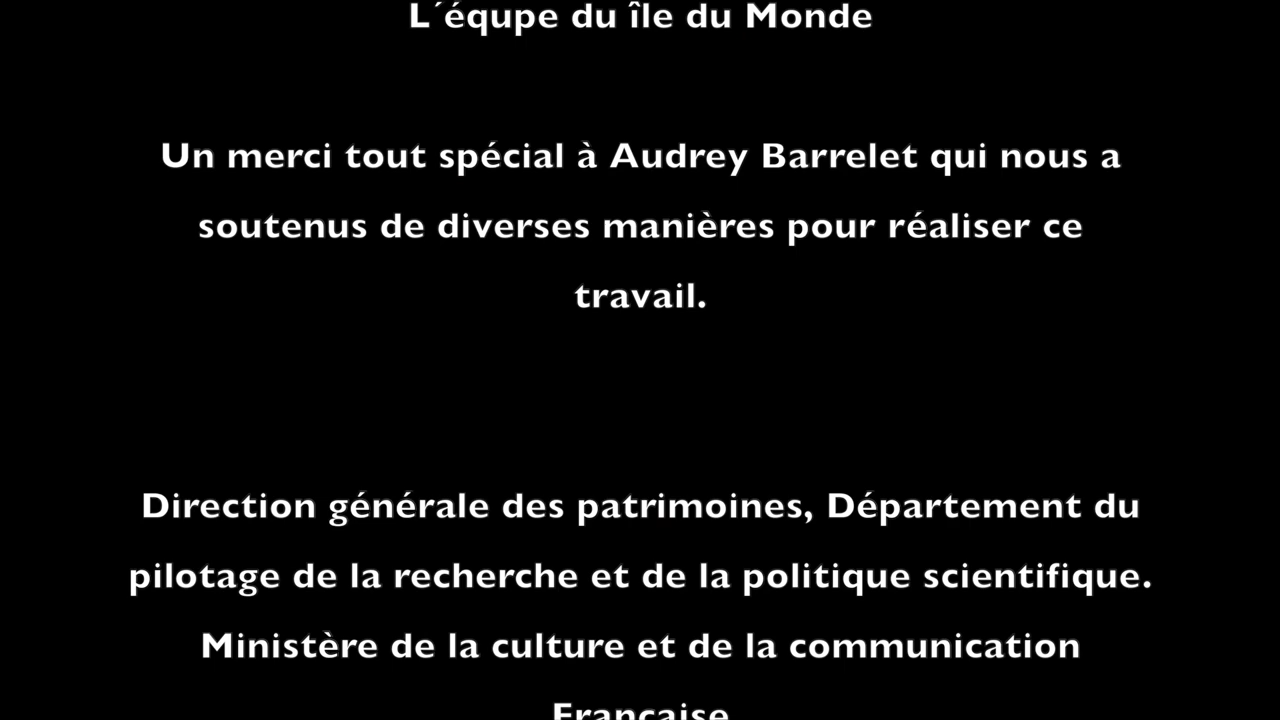 L´équpe du île du Monde
Un merci tout spécial à Audrey Barrelet qui nous a
soutenus de diverses manières pour réaliser ce
travail.
Direction générale des patrimoines, Département du
pilotage de la recherche et de la politique scientifique.
Ministère de la culture et de la communication
Française